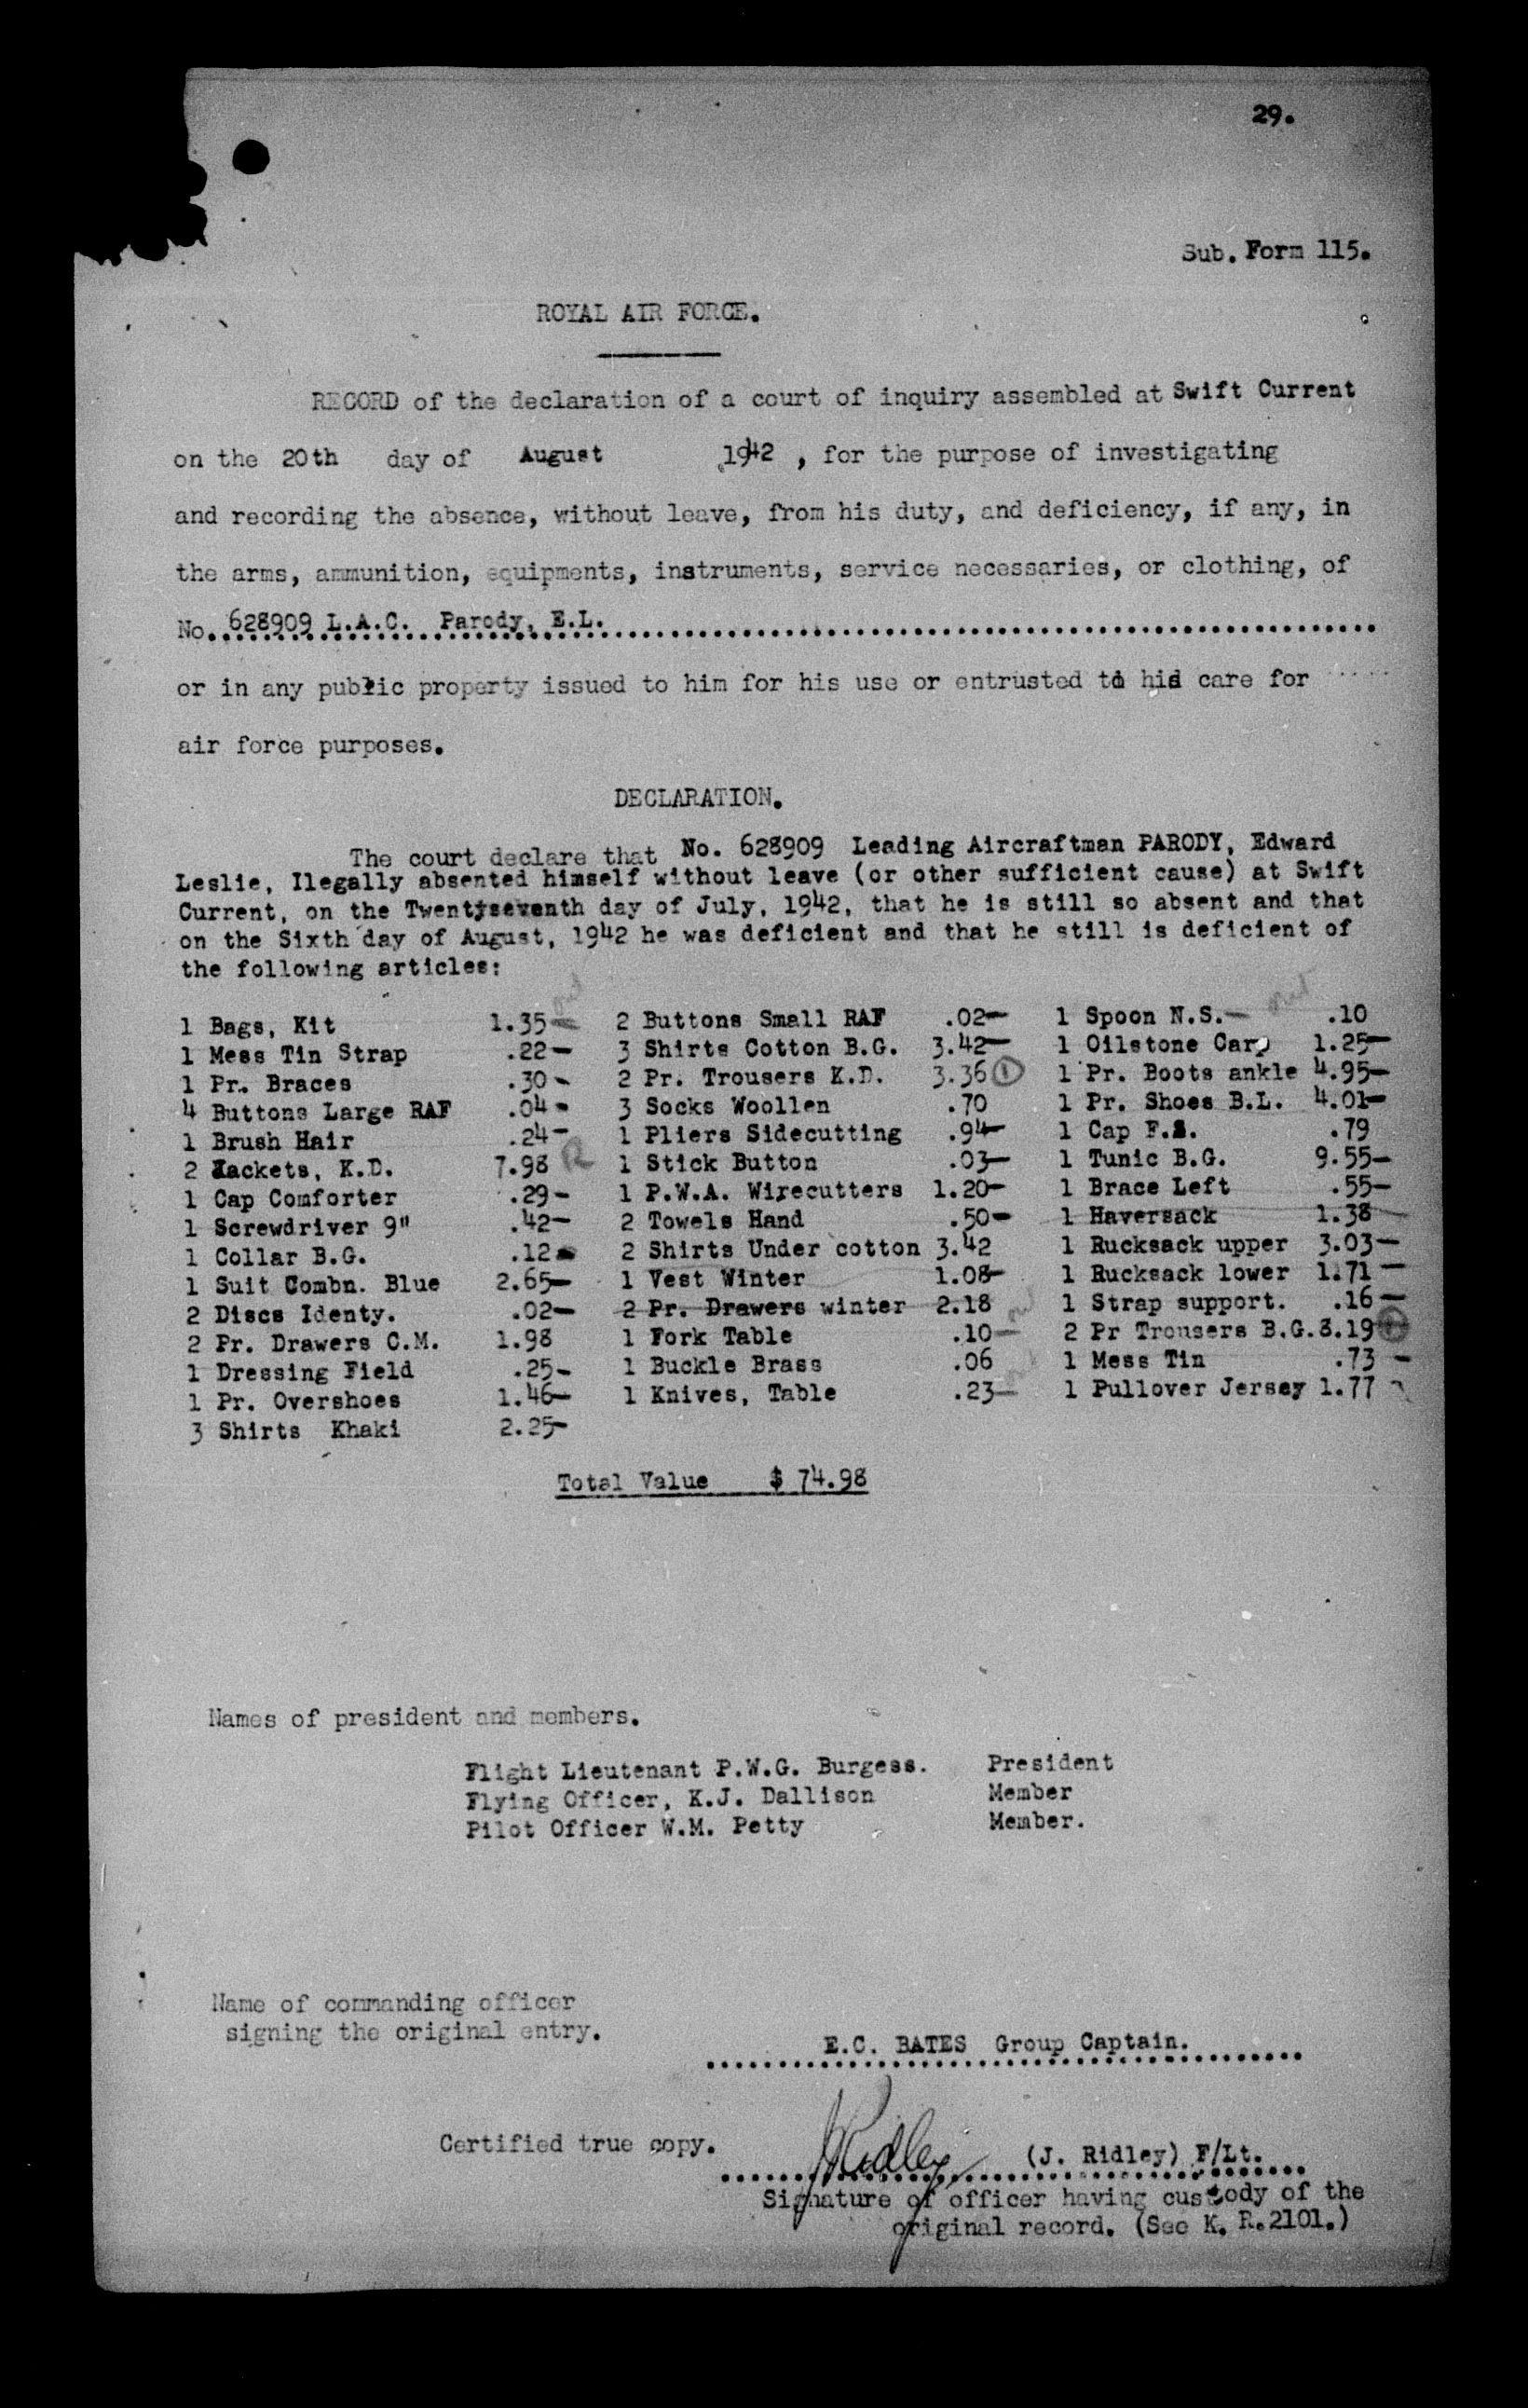 29.
Sub. Form 115.
ROYAL AIR FORCE.
RECORD of the declaration of a court of inquiry assembled at Swift Current
on the 20th day of August 1942 , for the purpose of investigating
and recording the absence, without leave, from his duty, and deficiency, if any, in
the arms, ammunition, equipments, instruments, service necessaries, or clothing, of
No. 628909 L.A.C. Parody, E.L.
or in any public property issued to him for his use or entrusted to his care for
air force purposes.
DECLARATION.
The court declare that No. 628909 Leading Aircraftman PARODY, Edward
Leslie, Ilegally absented himself without leave (or other sufficient cause) at Swift
Current, on the Twentyseventh day of July, 1942, that he is still so absent and that
on the Sixth day of August, 1942 he was deficient and that he still is deficient of
the following articles:
1 Bags, Kit 1.35 2 Buttons Small RAF .02 1 Spoon N.S. .10
1 Mess Tin Strap .22 3 Shirts Cotton B.G. 3.42 1 Oilstone Carp 1.25
1 Pr. Braces .30 2 Pr. Trousers K.D. 3.36 1 1 Pr. Boots ankle 4.95
4 Buttons Large RAF .04 3 Socks Woollen .70 1 Pr. Shoes B.L. 4.01
1 Brush Hair .24 1 Pliers Sidecutting .94 1 Cap F.S. .79
2 Jackets, K.D. 7.98 R 1 Stick Button .03 1 Tunic B.G. 9.55
1 Cap Comforter .29 1 P.W.A. Wirecutters 1.20 1 Brace Left .55
1 Screwdriver 9" .42 2 Towels Hand .50 1 Haversack 1.38
1 Collar B.G. .12 2 Shirts Under cotton 3.42 1 Rucksack upper 3.03
1 Suit Combn. Blue 2.65 1 Vest Winter 1.08 1 Rucksack lower 1.71
2 Discs Identy. .02 2 Pr. Drawers winter 2.18 1 Strap support. .16
2 Pr. Drawers C.M. 1.98 1 Fork Table .10 2 Pr Trousers B.G. 8.19
1 Dressing Field .25 1 Buckle Brass .06 1 Mess Tin .73
1 Pr. Overshoes 1.46 1 Knives, Table .23 1 Pullover Jersey 1.77
3 Shirts Khaki 2.25
Total Value $ 74.98
Names of president and members.
Flight Lieutenant P.W.G. Burgess. President
Flying Officer, K.J. Dallison Member
Pilot Officer W.M. Petty Member.
Name of commanding officer
signing the original entry.
E.C. BATES Group Captain.
Certified true copy. JRidley (J. Ridley) F/Lt.
Signature of officer having custody of the
original record. (See K. R.2101.)